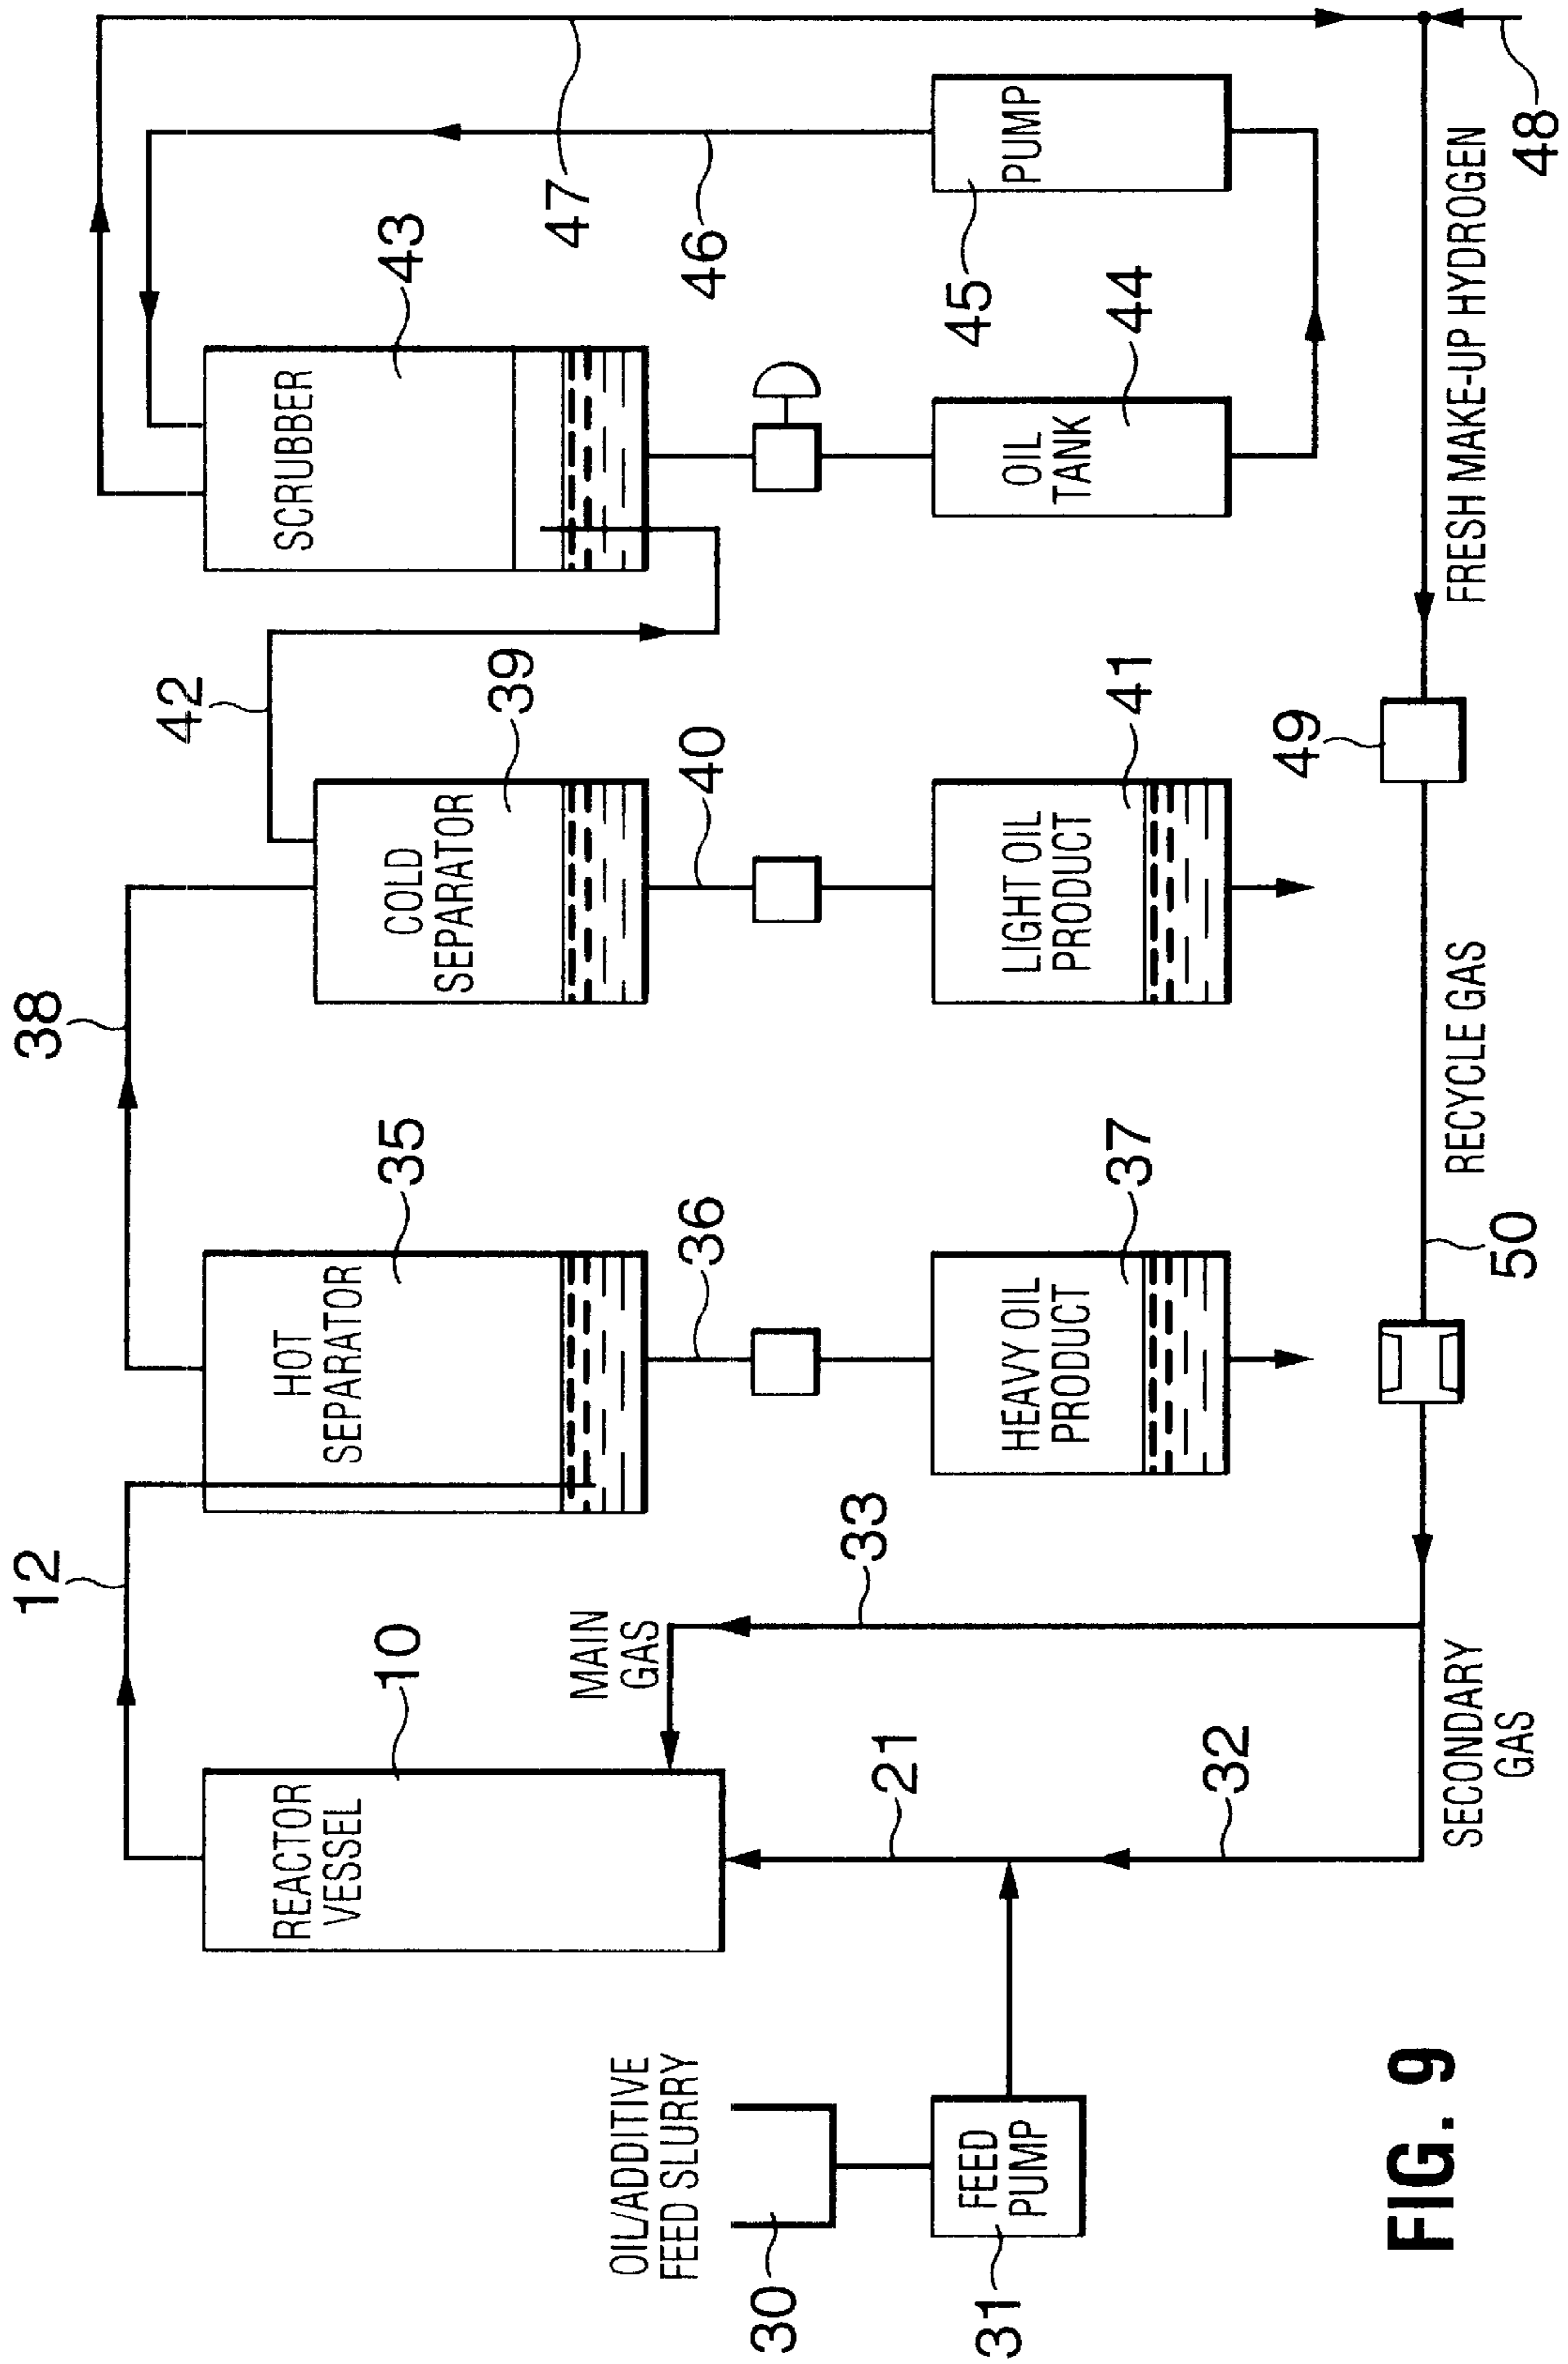 12
38
42
REACTOR
VESSEL
10
HOT
SEPARATOR
35
COLD
SEPARATOR
39
SCRUBBER
43
47
46
OIL/ADDITIVE
FEED SLURRY
30
MAIN
GAS
33
36
40
FEED
PUMP
31
21
32
HEAVY OIL
PRODUCT
37
LIGHT OIL
PRODUCT
41
OIL
TANK
44
PUMP
45
49
SECONDARY
GAS
50
RECYCLE GAS
FRESH MAKE-UP HYDROGEN
48
FIG. 9